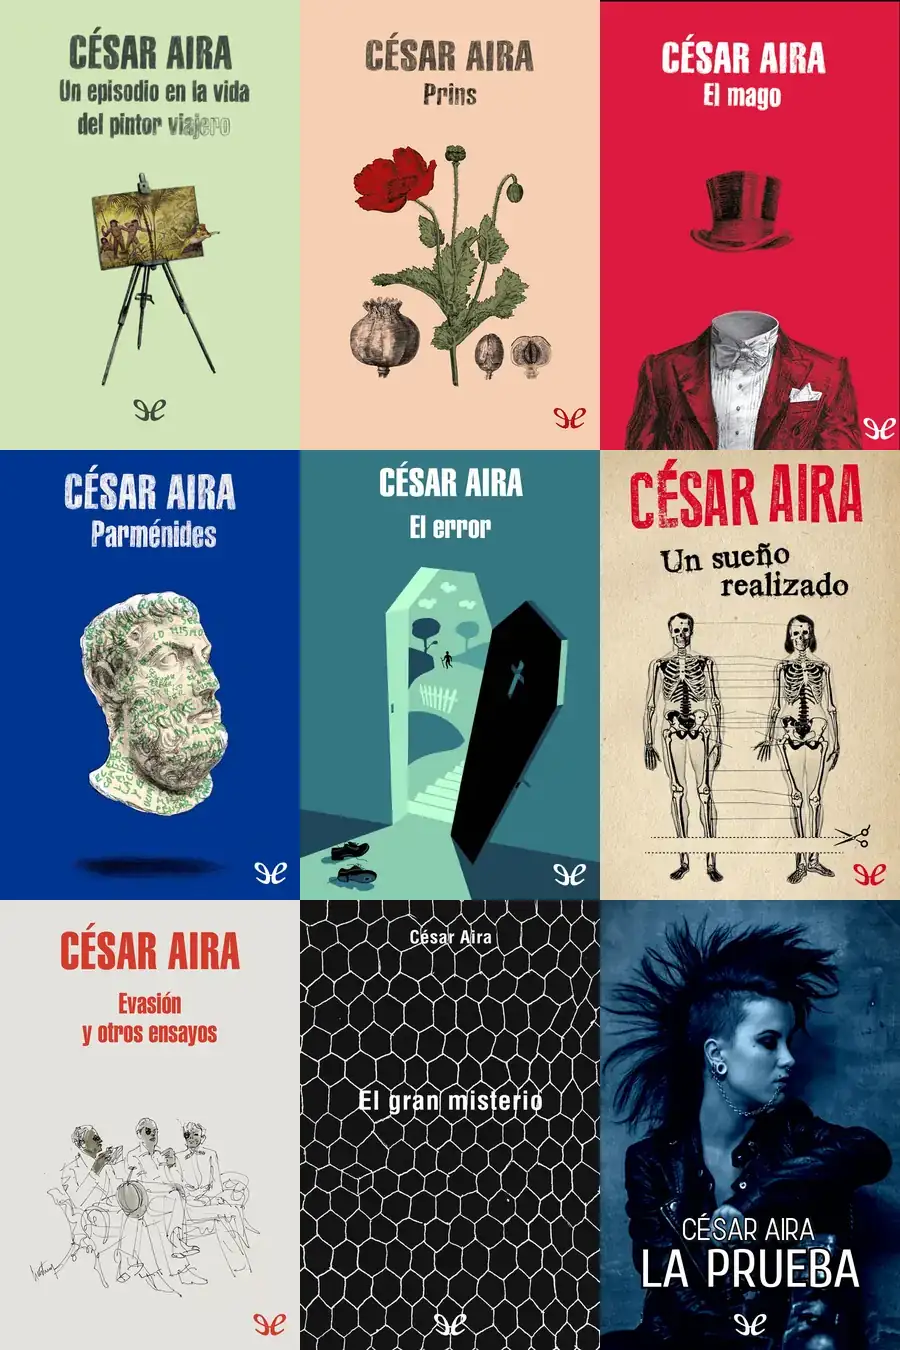 CÉSAR AIRA
Un episodio en la vida
del pintor viajero
CÉSAR AIRA
Prins
CÉSAR AIRA
El mago
CÉSAR AIRA
Parménides
CÉSAR AIRA
El error
CÉSAR AIRA
Un sueño
realizado
CÉSAR AIRA
Evasión
y otros ensayos
César Aira
El gran misterio
CÉSAR AIRA
LA PRUEBA